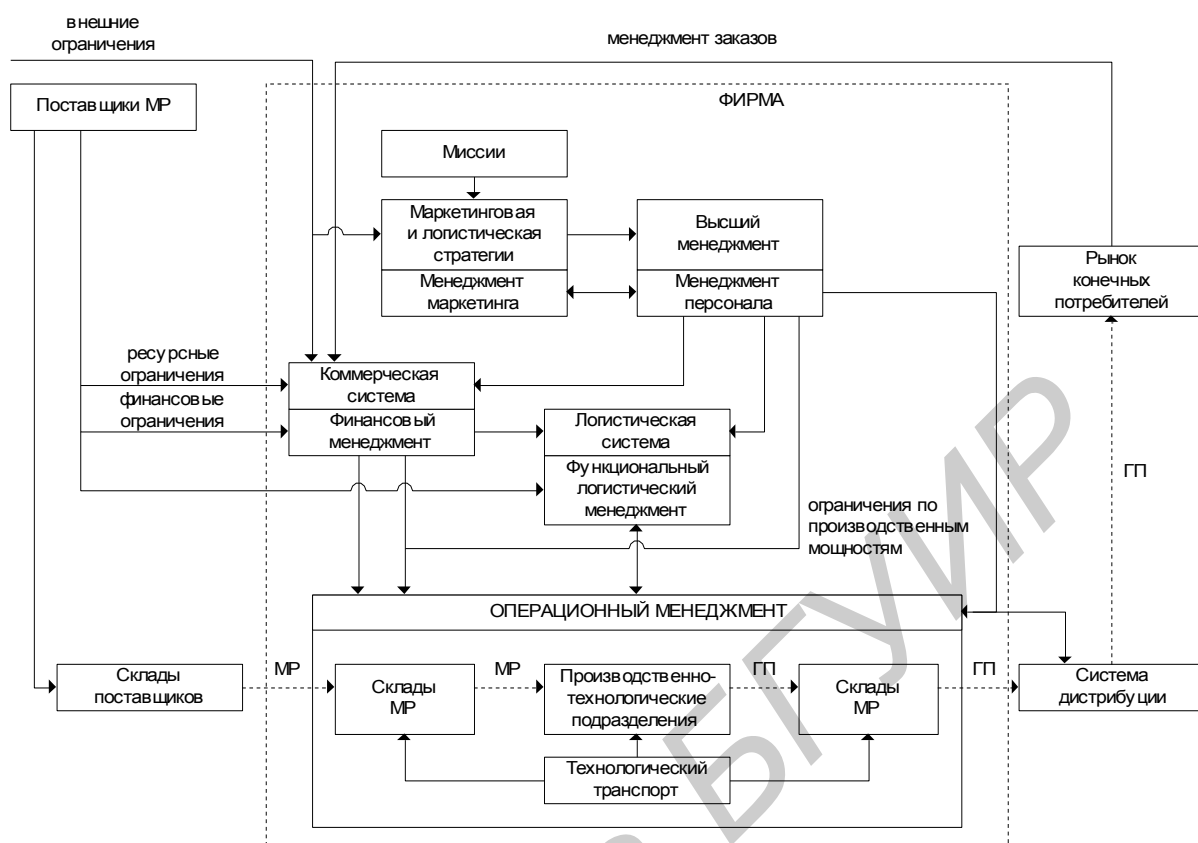 внешние
ограничения
менеджмент заказов
Поставщики МР
ФИРМА
Миссии
Маркетинговая
и логистическая
стратегии
Высший
менеджмент
Менеджмент
маркетинга
Менеджмент
персонала
Рынок
конечных
потребителей
ресурсные
ограничения
финансовые
ограничения
Коммерческая
система
Финансовый
менеджмент
Логистическая
система
Функциональный
логистический
менеджмент
ограничения по
производственным
мощностям
ГП
ОПЕРАЦИОННЫЙ МЕНЕДЖМЕНТ
Склады
поставщиков
МР
Склады
МР
МР
Производственно-
технологические
подразделения
ГП
Склады
МР
ГП
Система
дистрибуции
Технологический
транспорт
БГУИР